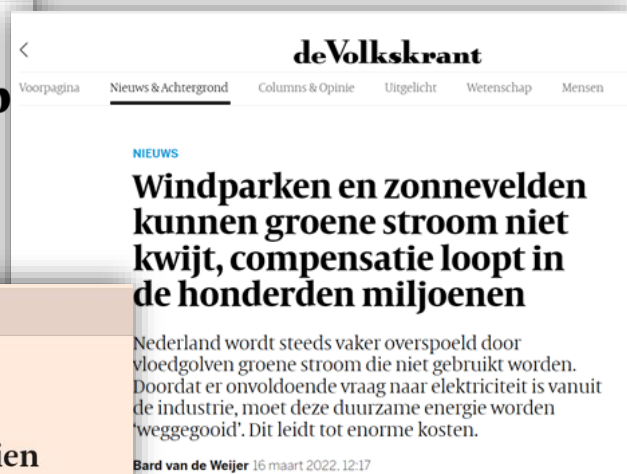 deVolkskrant
Voorpagina Nieuws & Achtergrond Columns & Opinie Uitgelicht Wetenschap Mensen
NIEUWS
Windparken en zonnevelden
kunnen groene stroom niet
kwijt, compensatie loopt in
de honderden miljoenen
Nederland wordt steeds vaker overspoeld door
vloedgolven groene stroom die niet gebruikt worden.
Doordat er onvoldoende vraag naar elektriciteit is vanuit
de industrie, moet deze duurzame energie worden
‘weggegooid’. Dit leidt tot enorme kosten.
ien
Bard van de Weijer 16 maart 2022, 12:17